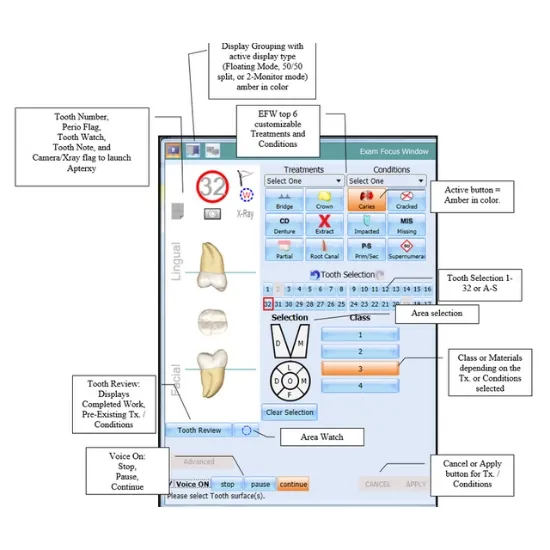 Display Grouping with
active display type
(Floating Mode, 50/50
split, or 2-Monitor mode)
amber in color
Tooth Number,
Perio Flag,
Tooth Watch,
Tooth Note, and
Camera/Xray flag to launch
Apterxy
EFW top 6
customizable
Treatments and
Conditions
Exam Focus Window
32
W
X-Ray
Treatments
Conditions
Select One
Select One
Bridge
Crown
Caries
Cracked
CD
Denture
Extract
Impacted
MIS
Missing
Partial
Root Canal
P-S
Prim/Sec
Supernumeral
Active button =
Amber in color.
Lingual
Facial
Tooth Selection
1 2 3 4 5 6 7 8 9 10 11 12 13 14 15 16
32 31 30 29 28 27 26 25 24 23 22 21 20 19 18 17
Tooth Selection 1-
32 or A-S
Selection
Class
Area selection
D M
L
D O M
F
1
2
3
4
Clear Selection
Class or Materials
depending on the
Tx. or Conditions
selected
Tooth Review:
Displays
Completed Work,
Pre-Existing Tx. /
Conditions
Tooth Review
Area Watch
Voice On:
Stop,
Pause,
Continue
Advanced
Voice ON
stop
pause
continue
CANCEL
APPLY
Please select Tooth surface(s).
Cancel or Apply
button for Tx. /
Conditions